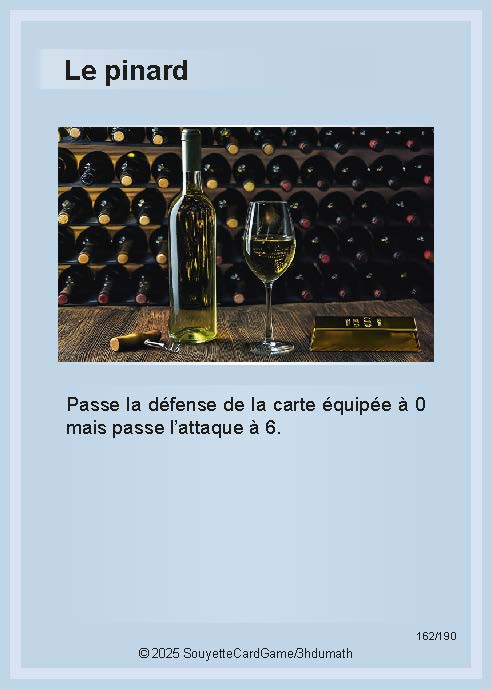 Le pinard
Passe la défense de la carte équipée à 0
mais passe l'attaque à 6.
162/190
© 2025 SouyetteCardGame/3hdumath